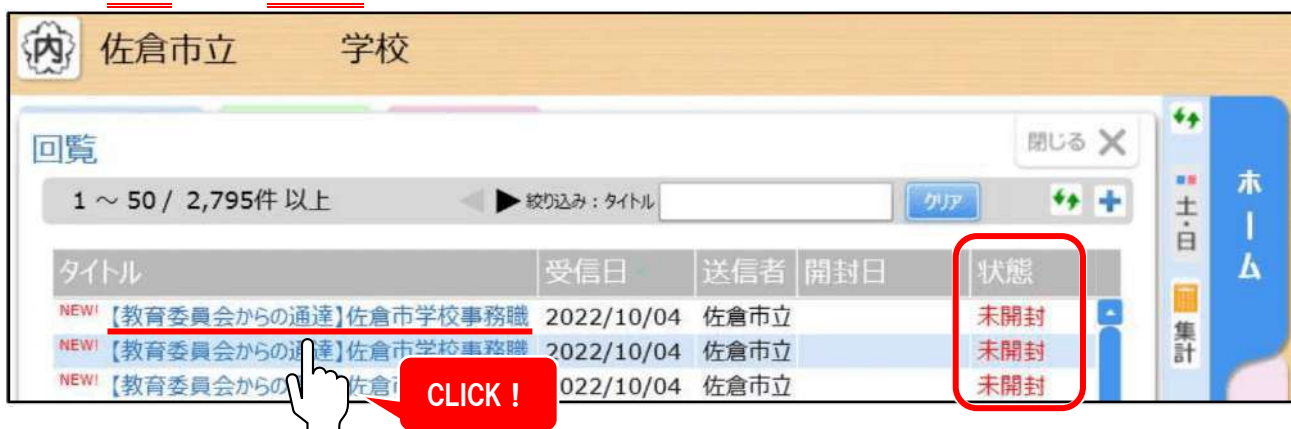 内 佐倉市立 学校
回覧
閉じる
1 ～ 50 / 2,795件 以上 絞り込み：タイトル クリア
土・日
ホーム
タイトル 受信日 送信者 開封日 状態
NEW! 【教育委員会からの通達】佐倉市学校事務職 2022/10/04 佐倉市立 未開封
NEW! 【教育委員会からの通達】佐倉市学校事務職 2022/10/04 佐倉市立 未開封
集計
NEW! 【教育委員会からの 佐倉市 022/10/04 佐倉市立 未開封
CLICK！